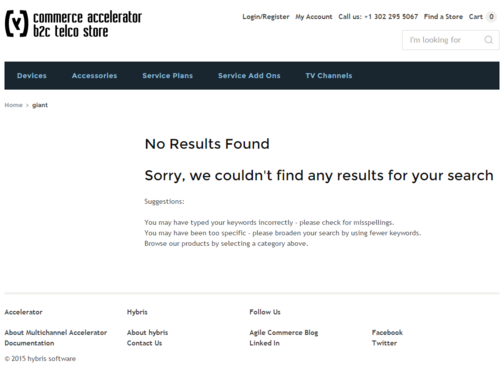 commerce accelerator
b2c telco store
Login/Register My Account Call us: +1 302 295 5067 Find a Store Cart 0
I'm looking for
Devices Accessories Service Plans Service Add Ons TV Channels
Home » giant
No Results Found
Sorry, we couldn't find any results for your search
Suggestions:
You may have typed your keywords incorrectly - please check for misspellings.
You may have been too specific - please broaden your search by using fewer keywords.
Browse our products by selecting a category above.
Accelerator Hybris Follow Us
About Multichannel Accelerator About hybris Agile Commerce Blog Facebook
Documentation Contact Us Linked In Twitter
© 2015 hybris software